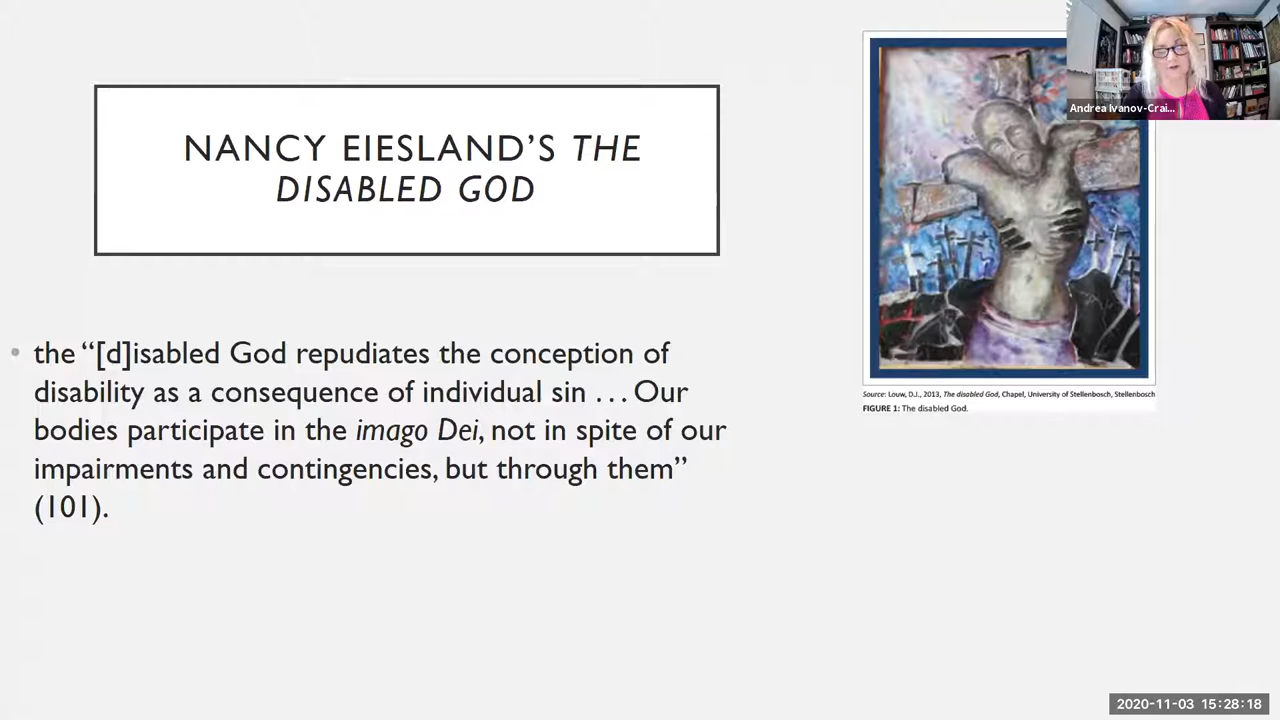 Andrea Ivanov-Crai...
NANCY EIESLAND’S THE
DISABLED GOD
• the “[d]isabled God repudiates the conception of
disability as a consequence of individual sin . . . Our
bodies participate in the imago Dei, not in spite of our
impairments and contingencies, but through them”
(101).
Source: Louw, D.J., 2013, The disabled God, Chapel, University of Stellenbosch, Stellenbosch
FIGURE 1: The disabled God.
2020-11-03 15:28:18